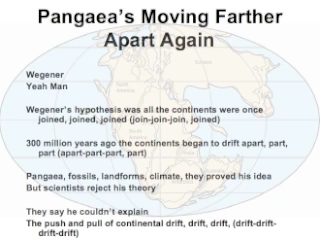 Pangaea's Moving Farther
Apart Again
Wegener
Yeah Man
Wegener's hypothesis was all the continents were once
joined, joined, joined (join-join-join, joined)
300 million years ago the continents began to drift apart, part,
part (apart-part-part, part)
Pangaea, fossils, landforms, climate, they proved his idea
But scientists reject his theory
They say he couldn't explain
The push and pull of continental drift, drift, drift, (drift-drift-
drift-drift)